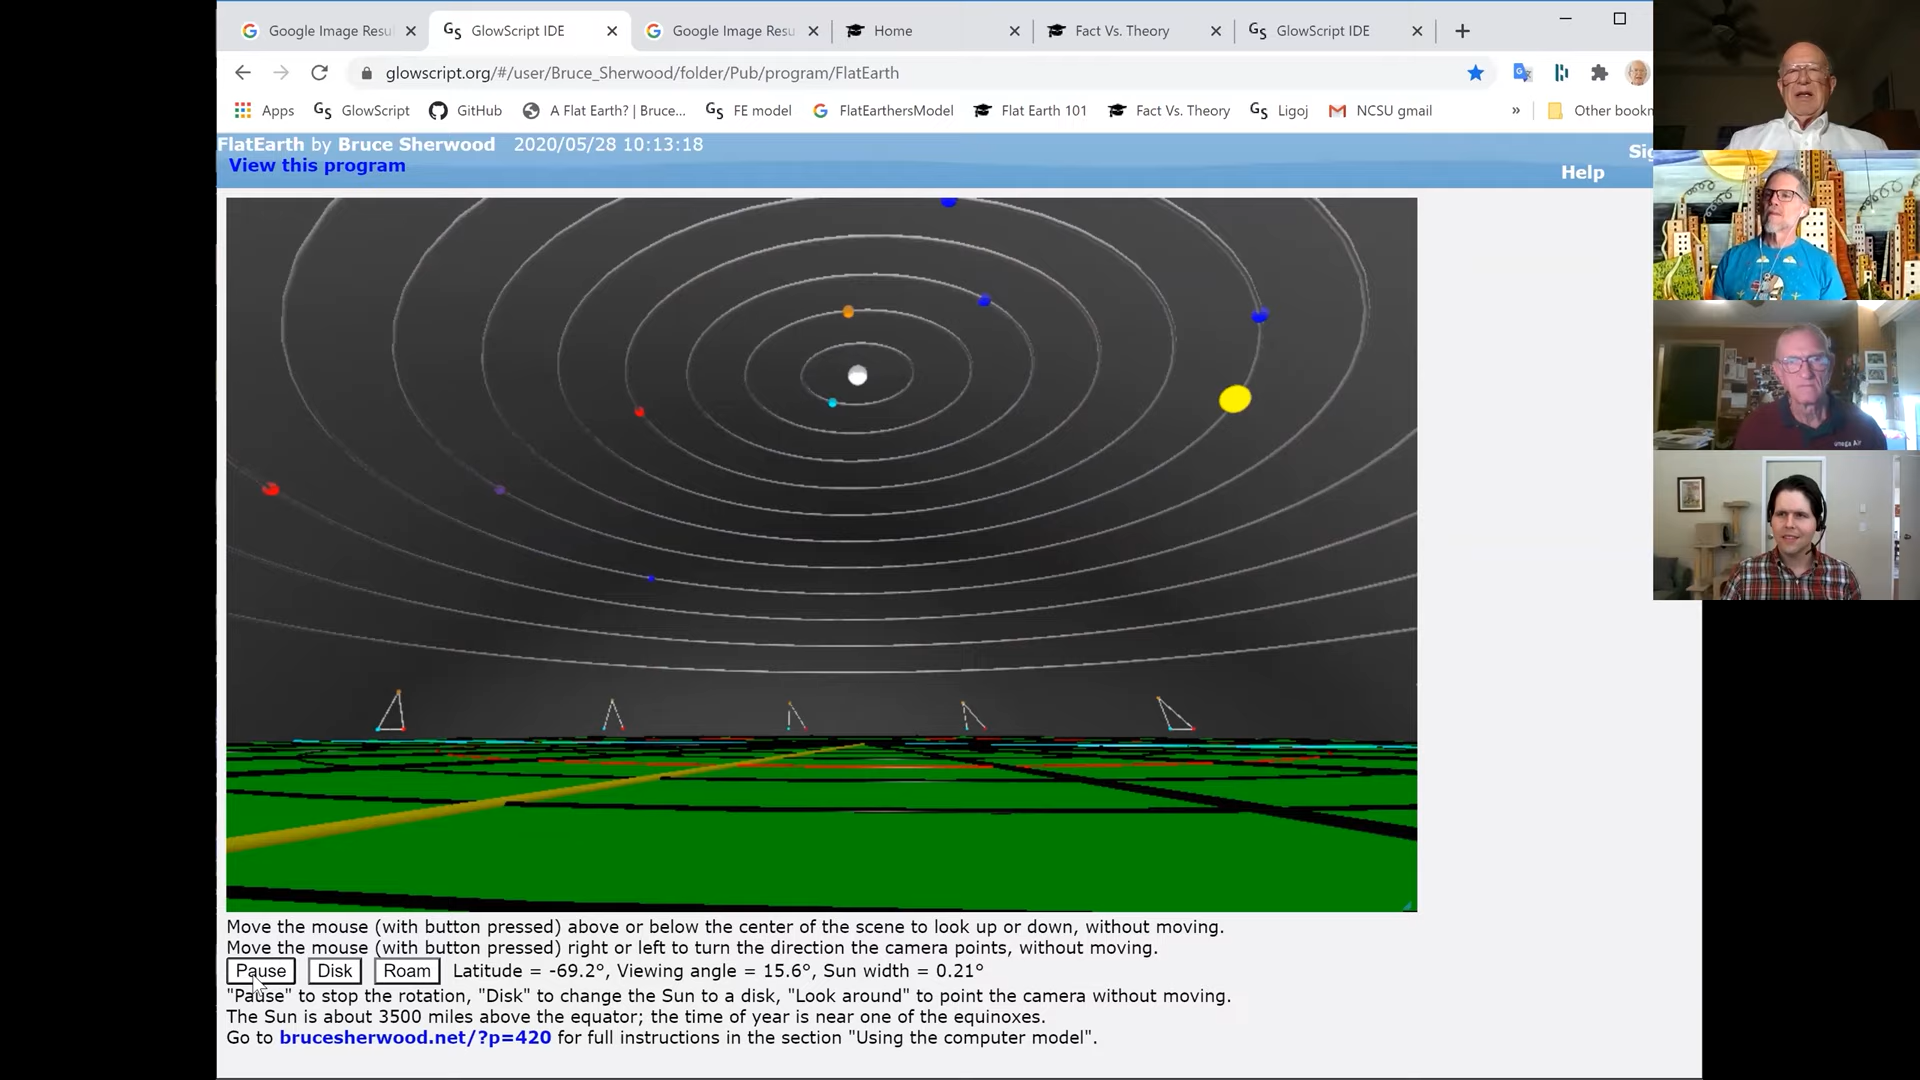 Google Image Resu
GlowScript IDE
Google Image Resu
Home
Fact Vs. Theory
GlowScript IDE
glowscript.org/#/user/Bruce_Sherwood/folder/Pub/program/FlatEarth
Apps GlowScript GitHub A Flat Earth? | Bruce... FE model FlatEarthersModel Flat Earth 101 Fact Vs. Theory Ligoj NCSU gmail » Other bookm
FlatEarth by Bruce Sherwood 2020/05/28 10:13:18
Sig
View this program
Help
Move the mouse (with button pressed) above or below the center of the scene to look up or down, without moving.
Move the mouse (with button pressed) right or left to turn the direction the camera points, without moving.
Pause Disk Roam Latitude = -69.2°, Viewing angle = 15.6°, Sun width = 0.21°
"Pause" to stop the rotation, "Disk" to change the Sun to a disk, "Look around" to point the camera without moving.
The Sun is about 3500 miles above the equator; the time of year is near one of the equinoxes.
Go to brucesherwood.net/?p=420 for full instructions in the section "Using the computer model".